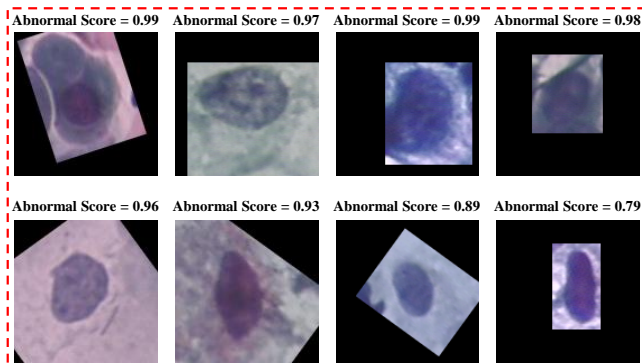 Abnormal Score = 0.99 Abnormal Score = 0.97 Abnormal Score = 0.99 Abnormal Score = 0.98
Abnormal Score = 0.96 Abnormal Score = 0.93 Abnormal Score = 0.89 Abnormal Score = 0.79